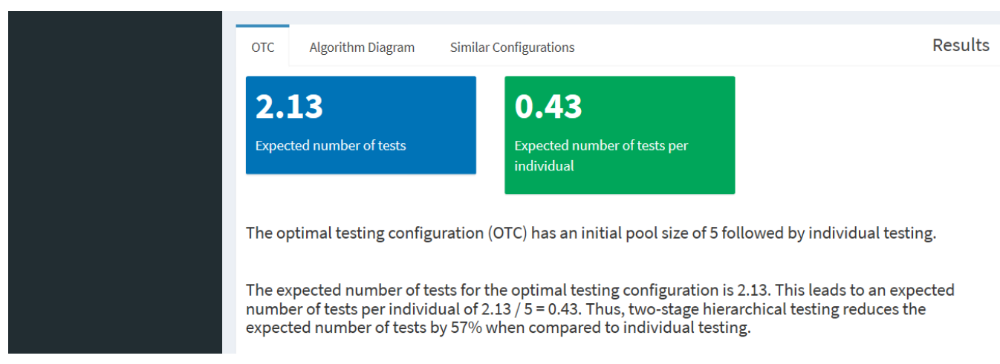 OTC Algorithm Diagram Similar Configurations Results
2.13 0.43
Expected number of tests Expected number of tests per
individual
The optimal testing configuration (OTC) has an initial pool size of 5 followed by individual testing.
The expected number of tests for the optimal testing configuration is 2.13. This leads to an expected
number of tests per individual of 2.13 / 5 = 0.43. Thus, two-stage hierarchical testing reduces the
expected number of tests by 57% when compared to individual testing.